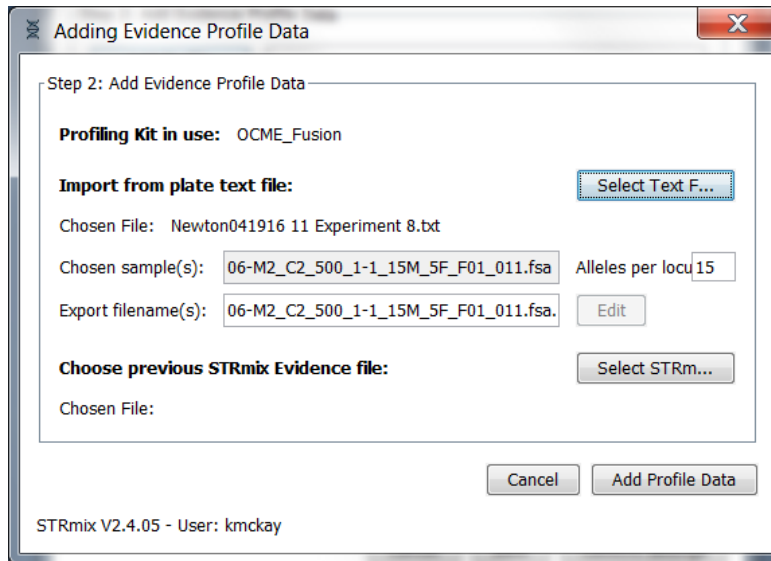 Adding Evidence Profile Data
Step 2: Add Evidence Profile Data
Profiling Kit in use: OCME_Fusion
Import from plate text file: Select Text F...
Chosen File: Newton041916 11 Experiment 8.txt
Chosen sample(s): 06-M2_C2_500_1-1_15M_5F_F01_011.fsa Alleles per locu 15
Export filename(s): 06-M2_C2_500_1-1_15M_5F_F01_011.fsa. Edit
Choose previous STRmix Evidence file: Select STRm...
Chosen File:
Cancel Add Profile Data
STRmix V2.4.05 - User: kmckay